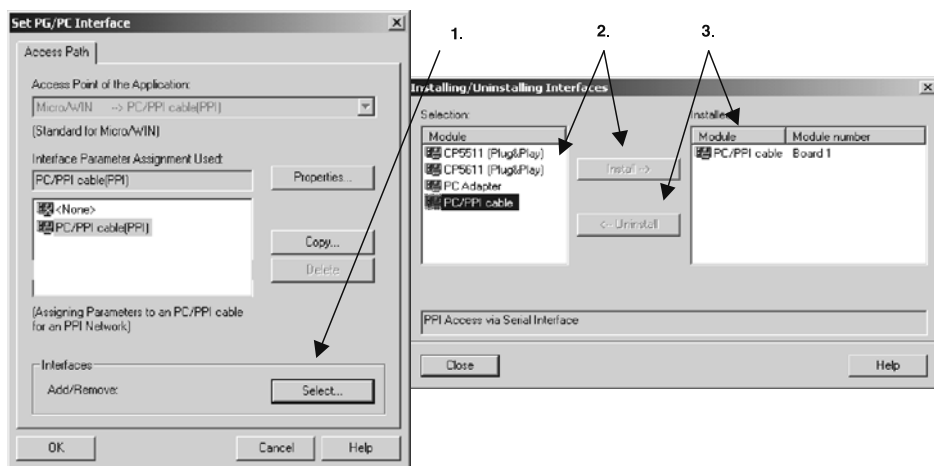 Set PG/PC Interface
Access Path
Access Point of the Application:
Micro/WIN --> PC/PPI cable(PPI)
(Standard for Micro/WIN)
Interface Parameter Assignment Used:
PC/PPI cable(PPI)
Properties...
<None>
PC/PPI cable(PPI)
Copy...
Delete
(Assigning Parameters to an PC/PPI cable
for an PPI Network)
Interfaces
Add/Remove:
Select...
OK
Cancel
Help
1.
2.
3.
Installing/Uninstalling Interfaces
Selection:
Module
CP5511 (Plug&Play)
CP5611 (Plug&Play)
PC Adapter
PC/PPI cable
Install -->
<-- Uninstall
Installed:
Module
Module number
PC/PPI cable
Board 1
PPI Access via Serial Interface
Close
Help